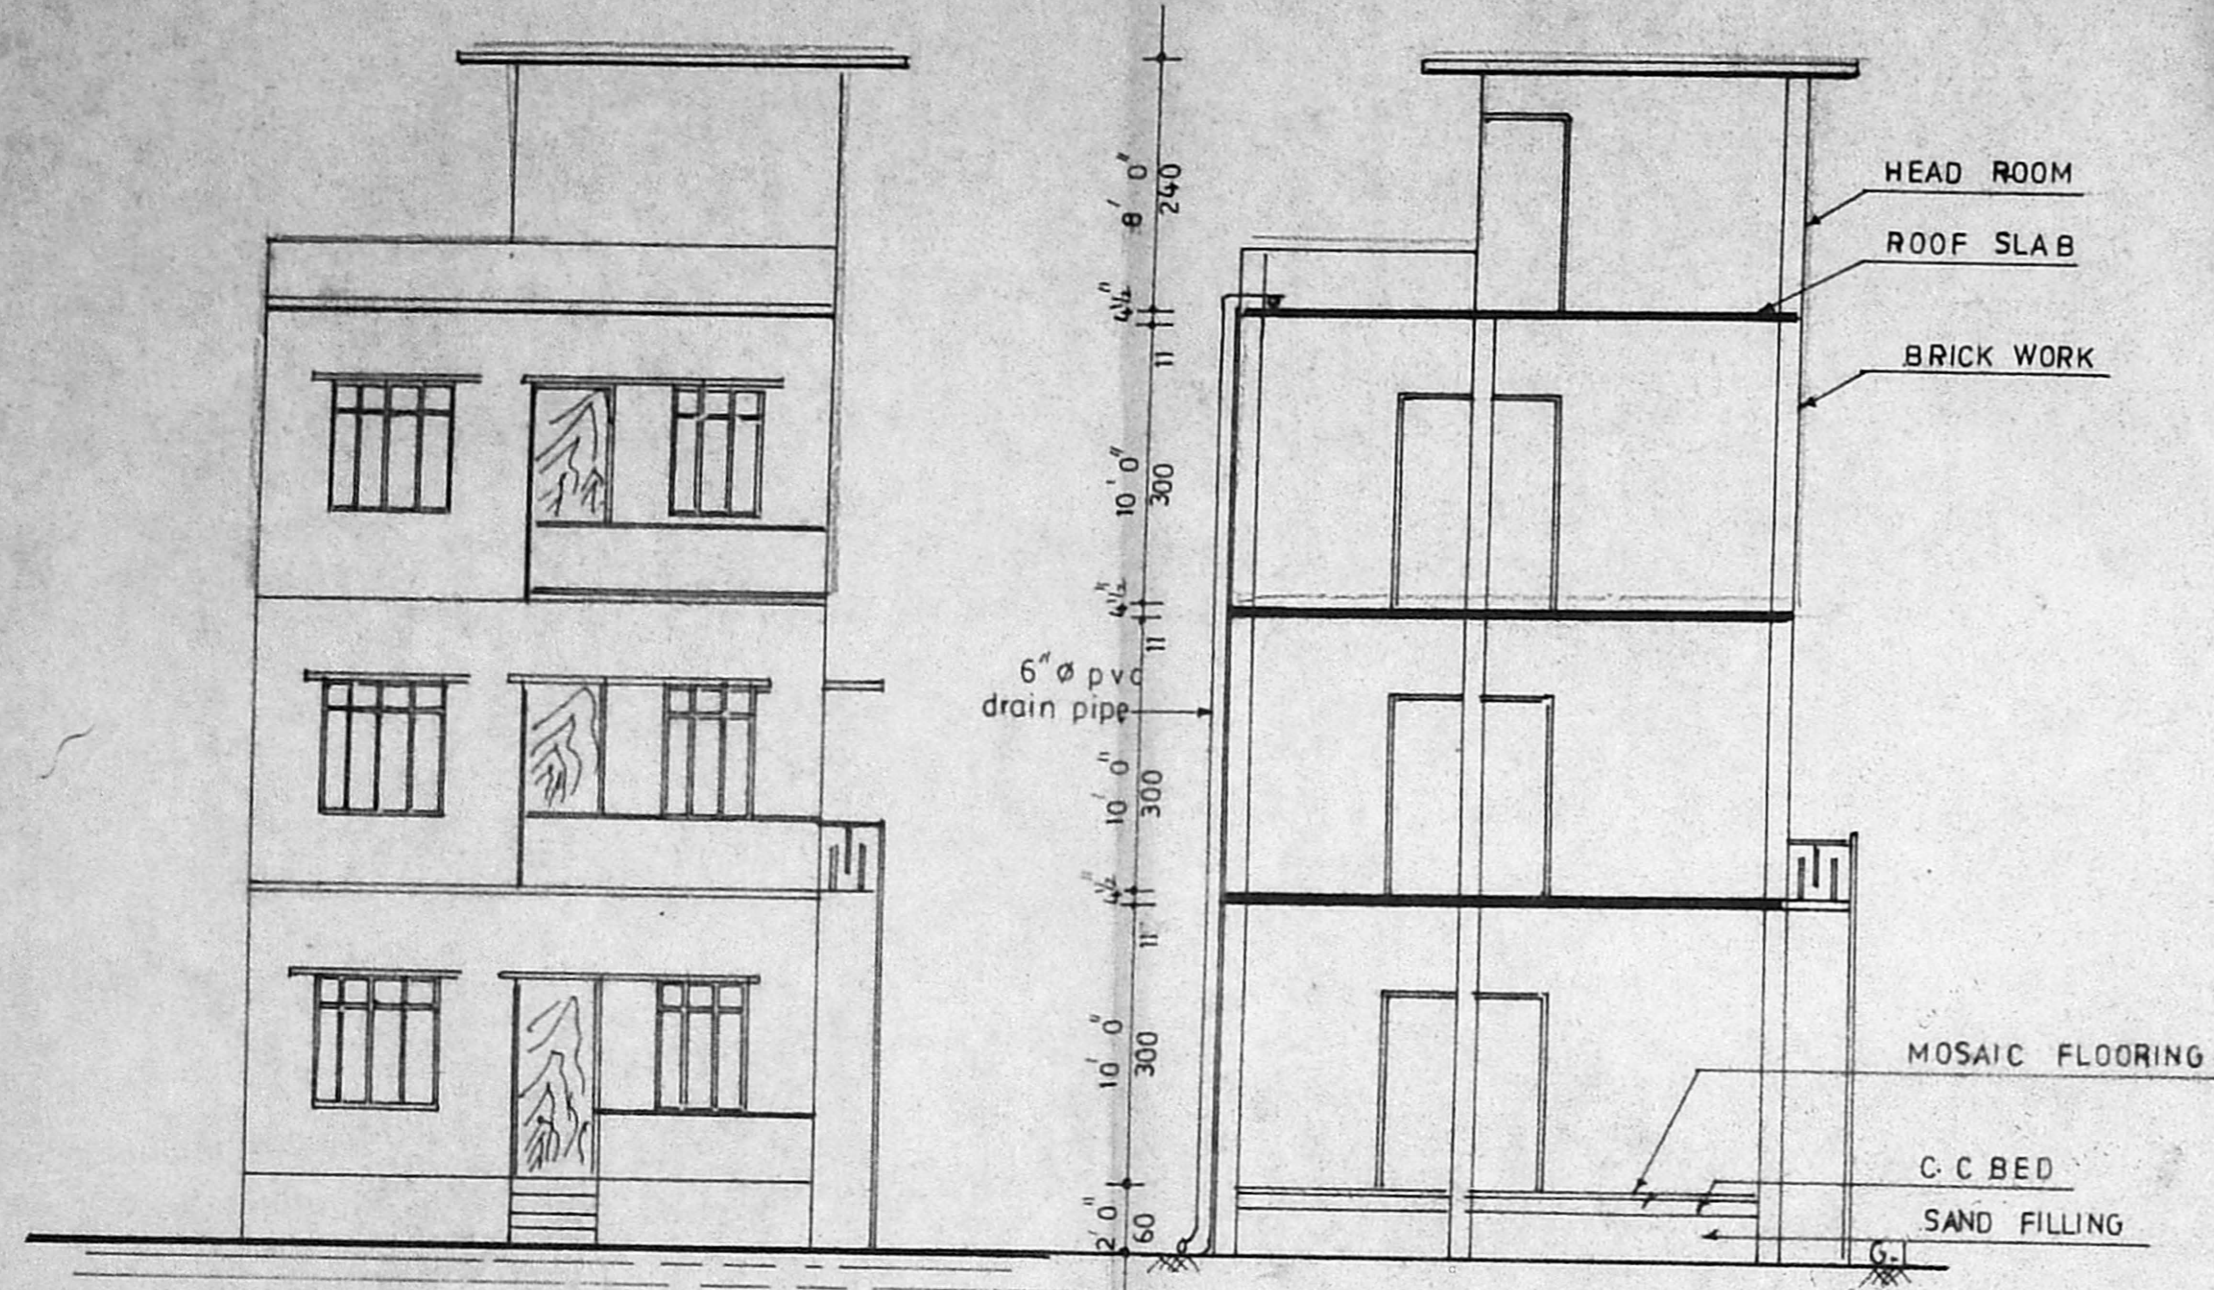 8' 0"
240
4½"
11
10' 0"
300
4½"
11
6"ø pvc
drain pipe
10' 0"
300
4½"
11
10' 0"
300
2' 0"
60
HEAD ROOM
ROOF SLAB
BRICK WORK
MOSAIC FLOORING
C.C BED
SAND FILLING